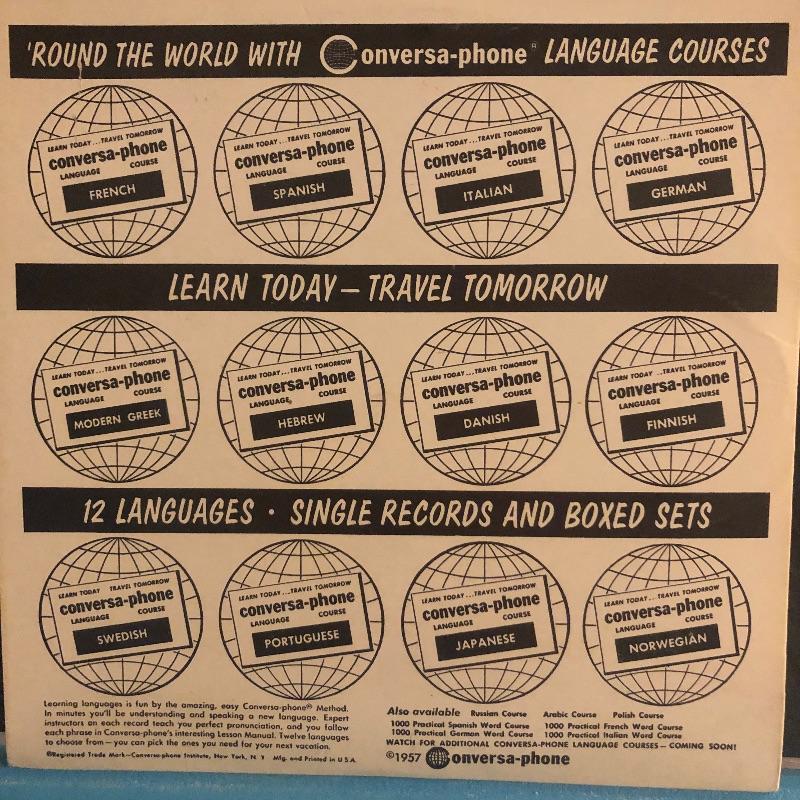 'ROUND THE WORLD WITH Conversa-phone® LANGUAGE COURSES
LEARN TODAY...TRAVEL TOMORROW
conversa-phone
LANGUAGE COURSE
FRENCH
LEARN TODAY...TRAVEL TOMORROW
conversa-phone
LANGUAGE COURSE
SPANISH
LEARN TODAY...TRAVEL TOMORROW
conversa-phone
LANGUAGE COURSE
ITALIAN
LEARN TODAY...TRAVEL TOMORROW
conversa-phone
LANGUAGE COURSE
GERMAN
LEARN TODAY — TRAVEL TOMORROW
LEARN TODAY...TRAVEL TOMORROW
conversa-phone
LANGUAGE COURSE
MODERN GREEK
LEARN TODAY...TRAVEL TOMORROW
conversa-phone
LANGUAGE COURSE
HEBREW
LEARN TODAY...TRAVEL TOMORROW
conversa-phone
LANGUAGE COURSE
DANISH
LEARN TODAY...TRAVEL TOMORROW
conversa-phone
LANGUAGE COURSE
FINNISH
12 LANGUAGES · SINGLE RECORDS AND BOXED SETS
LEARN TODAY TRAVEL TOMORROW
conversa-phone
LANGUAGE COURSE
SWEDISH
LEARN TODAY...TRAVEL TOMORROW
conversa-phone
LANGUAGE COURSE
PORTUGUESE
LEARN TODAY...TRAVEL TOMORROW
conversa-phone
LANGUAGE COURSE
JAPANESE
LEARN TODAY...TRAVEL TOMORROW
conversa-phone
LANGUAGE COURSE
NORWEGIAN
Learning languages is fun by the amazing, easy Conversa-phone® Method.
In minutes you'll be understanding and speaking a new language. Expert
instructors on each record teach you perfect pronunciation, and you follow
each phrase in Conversa-phone's interesting Lesson Manual. Twelve languages
to choose from — you can pick the ones you need for your next vacation.
®Registered Trade Mark—Conversa-phone Institute, New York, N. Y. Mfg. and Printed in U.S.A.
Also available Russian Course Arabic Course Polish Course
1000 Practical Spanish Word Course 1000 Practical French Word Course
1000 Practical German Word Course 1000 Practical Italian Word Course
WATCH FOR ADDITIONAL CONVERSA-PHONE LANGUAGE COURSES—COMING SOON!
©1957 Conversa-phone